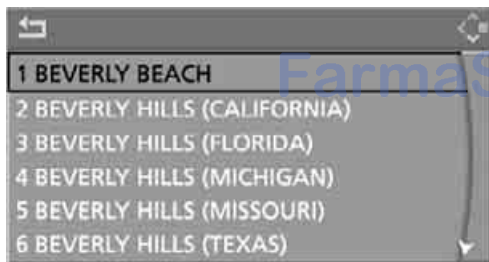 1 BEVERLY BEACH
2 BEVERLY HILLS (CALIFORNIA)
3 BEVERLY HILLS (FLORIDA)
4 BEVERLY HILLS (MICHIGAN)
5 BEVERLY HILLS (MISSOURI)
6 BEVERLY HILLS (TEXAS)
FarmaS